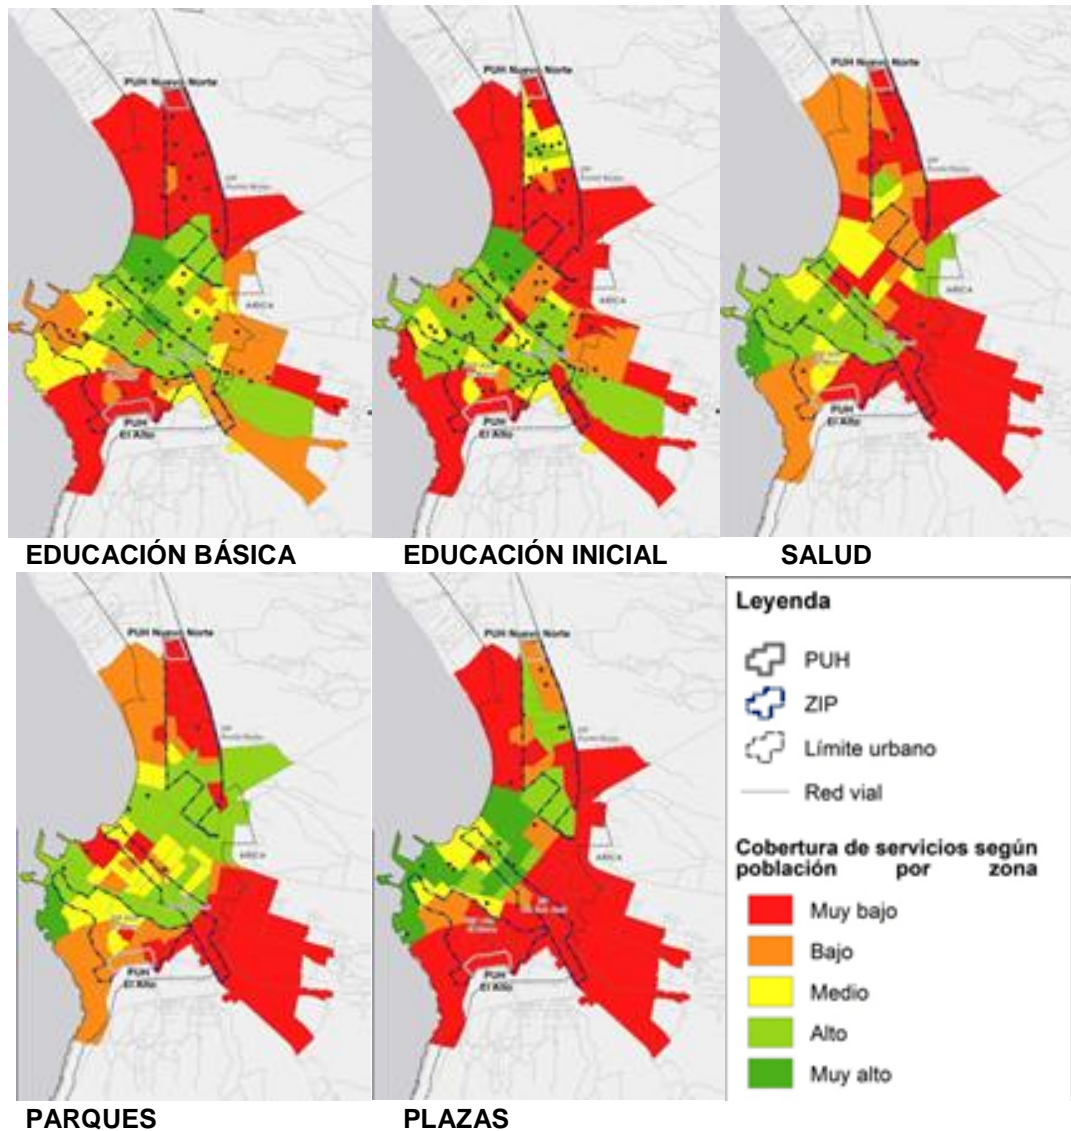 PUH Nuevo Norte
ARICA
PUH
El Alto
EDUCACIÓN BÁSICA
PUH Nuevo Norte
ARICA
PUH
El Alto
EDUCACIÓN INICIAL
PUH Nuevo Norte
ARICA
PUH
El Alto
SALUD
PUH Nuevo Norte
ARICA
PUH
El Alto
PARQUES
PUH Nuevo Norte
ARICA
PUH
El Alto
PLAZAS
Leyenda
PUH
ZIP
Límite urbano
Red vial
Cobertura de servicios según
población por zona
Muy bajo
Bajo
Medio
Alto
Muy alto